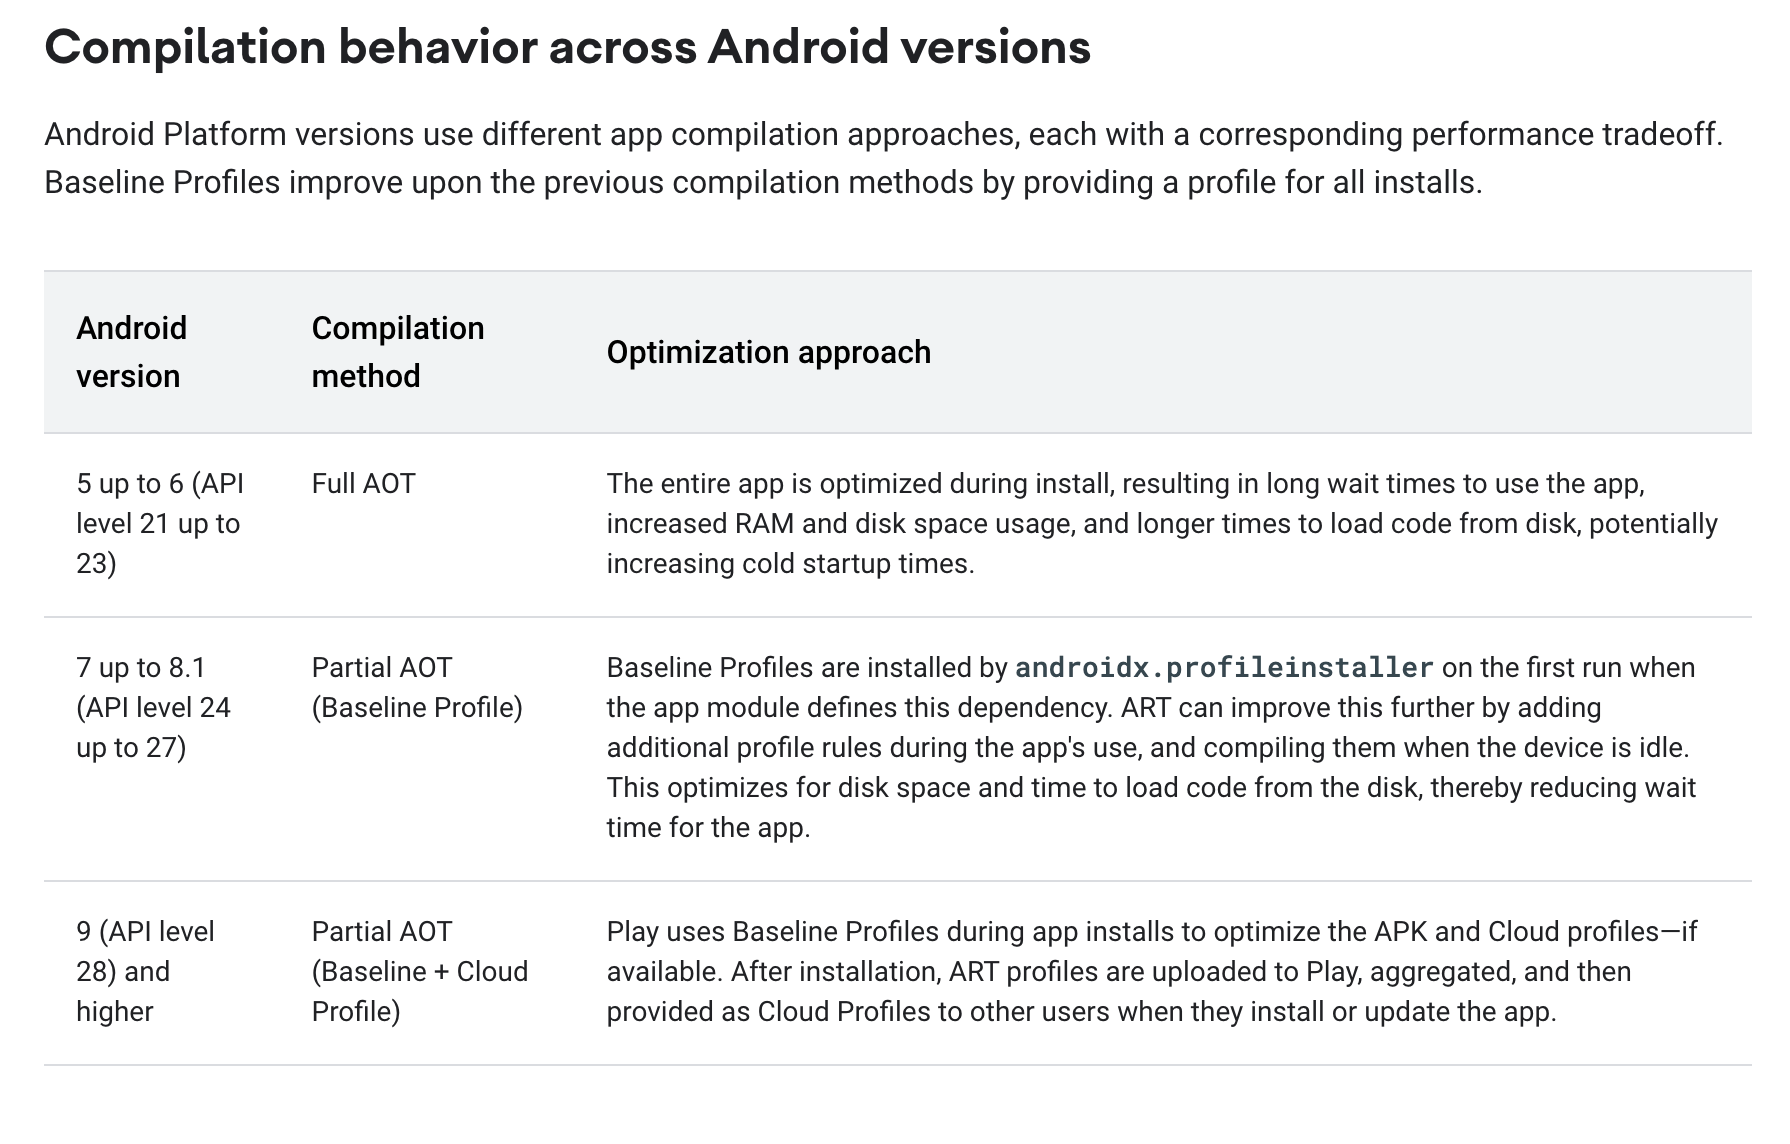 Compilation behavior across Android versions
Android Platform versions use different app compilation approaches, each with a corresponding performance tradeoff.
Baseline Profiles improve upon the previous compilation methods by providing a profile for all installs.
Android
version
Compilation
method
Optimization approach
5 up to 6 (API
level 21 up to
23)
Full AOT
The entire app is optimized during install, resulting in long wait times to use the app,
increased RAM and disk space usage, and longer times to load code from disk, potentially
increasing cold startup times.
7 up to 8.1
(API level 24
up to 27)
Partial AOT
(Baseline Profile)
Baseline Profiles are installed by androidx.profileinstaller on the first run when
the app module defines this dependency. ART can improve this further by adding
additional profile rules during the app's use, and compiling them when the device is idle.
This optimizes for disk space and time to load code from the disk, thereby reducing wait
time for the app.
9 (API level
28) and
higher
Partial AOT
(Baseline + Cloud
Profile)
Play uses Baseline Profiles during app installs to optimize the APK and Cloud profiles—if
available. After installation, ART profiles are uploaded to Play, aggregated, and then
provided as Cloud Profiles to other users when they install or update the app.